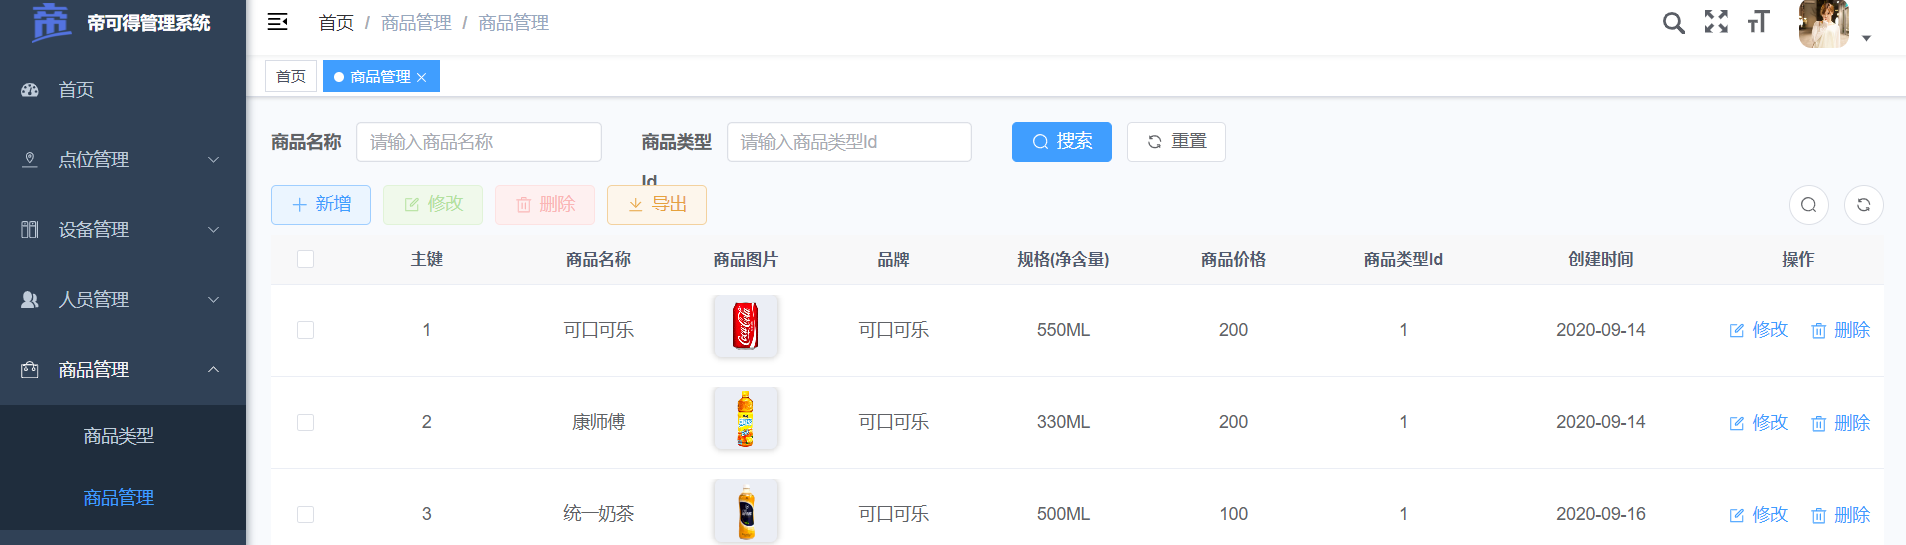 帝 帝可得管理系统
首页 / 商品管理 / 商品管理
首页
商品管理
首页
点位管理
设备管理
人员管理
商品管理
商品类型
商品管理
商品名称 请输入商品名称 商品类型Id 请输入商品类型Id 搜索 重置
新增 修改 删除 导出
主键 商品名称 商品图片 品牌 规格(净含量) 商品价格 商品类型Id 创建时间 操作
1 可口可乐 Coca-Cola 可口可乐 550ML 200 1 2020-09-14 修改 删除
2 康师傅 可口可乐 330ML 200 1 2020-09-14 修改 删除
3 统一奶茶 可口可乐 500ML 100 1 2020-09-16 修改 删除